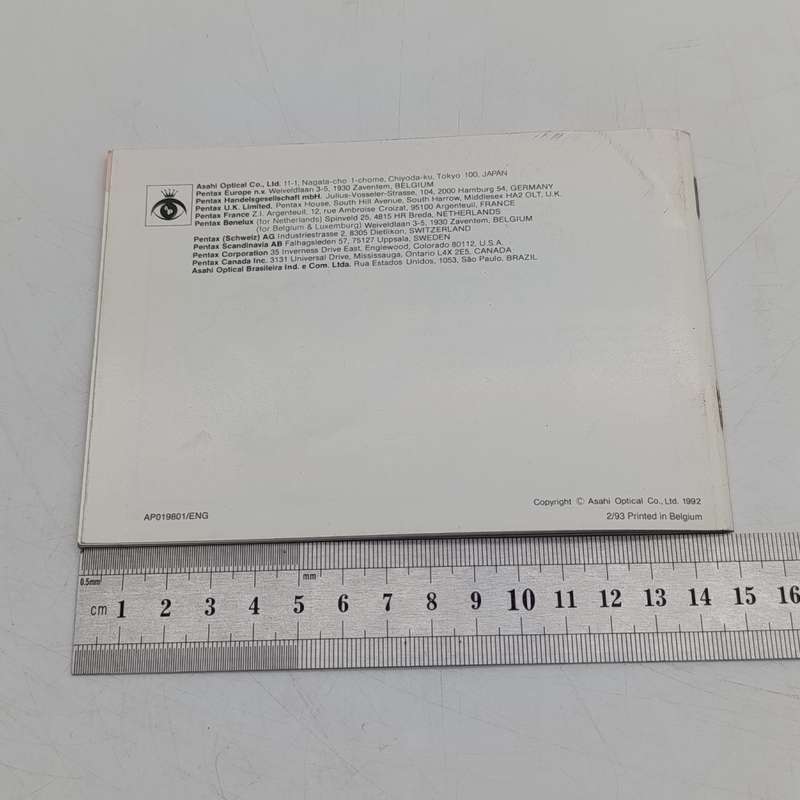 Asahi Optical Co., Ltd. 11-1, Nagata-cho 1-chome, Chiyoda-ku, Tokyo 100, JAPAN
Pentax Europe n.v. Weiveldlaan 3-5, 1930 Zaventem, BELGIUM
Pentax Handelsgesellschaft mbH. Julius-Vosseler-Strasse, 104, 2000 Hamburg 54, GERMANY
Pentax U.K. Limited, Pentax House, South Hill Avenue, South Harrow, Middlesex HA2 OLT, U.K.
Pentax France Z.I. Argenteuil, 12, rue Ambroise Croizat, 95100 Argenteuil, FRANCE
Pentax Benelux (for Netherlands) Spinveld 25, 4815 HR Breda, NETHERLANDS
(for Belgium & Luxemburg) Weiveldlaan 3-5, 1930 Zaventem, BELGIUM
Pentax (Schweiz) AG Industriestrasse 2, 8305 Dietlikon, SWITZERLAND
Pentax Scandinavia AB Falhagsleden 57, 75127 Uppsala, SWEDEN
Pentax Corporation 35 Inverness Drive East, Englewood, Colorado 80112, U.S.A.
Pentax Canada Inc. 3131 Universal Drive, Mississauga, Ontario L4X 2E5, CANADA
Asahi Optical Brasileira Ind. e Com. Ltda. Rua Estados Unidos, 1053, São Paulo, BRAZIL
Copyright © Asahi Optical Co., Ltd. 1992
AP019801/ENG 2/93 Printed in Belgium
0.5mm mm
cm 1 2 3 4 5 6 7 8 9 10 11 12 13 14 15 16